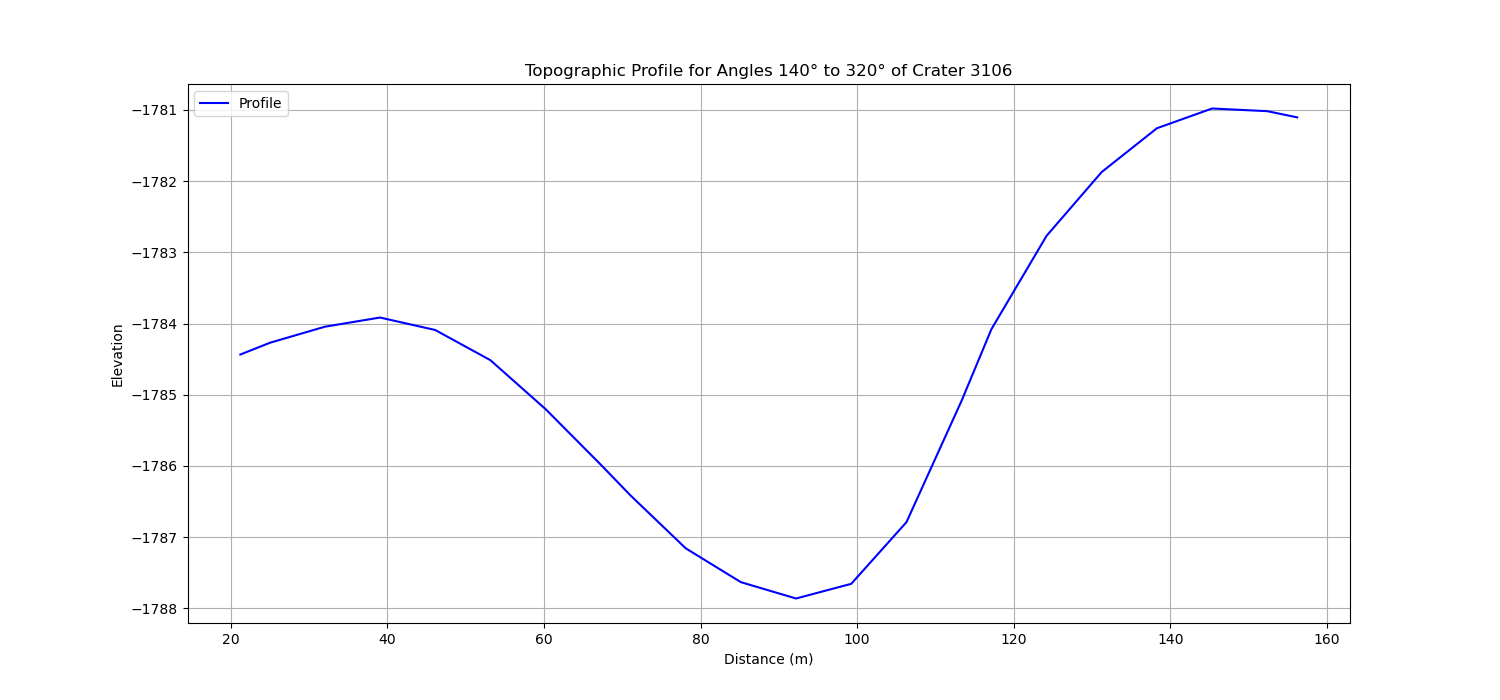 Topographic Profile for Angles 140° to 320° of Crater 3106
Profile
−1781
−1782
−1783
−1784
−1785
−1786
−1787
−1788
Elevation
20 40 60 80 100 120 140 160
Distance (m)